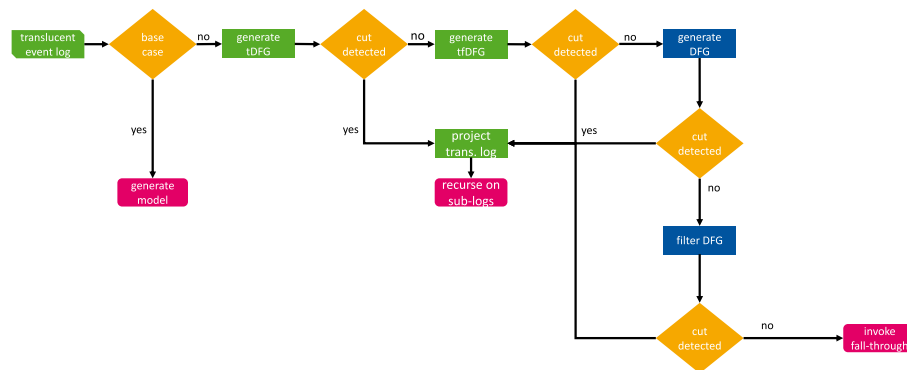 translucent
event log
base
case
no
generate
tDFG
cut
detected
no
generate
tfDFG
cut
detected
no
generate
DFG
yes
yes
project
trans. log
yes
cut
detected
generate
model
recurse on
sub-logs
no
filter DFG
cut
detected
no
invoke
fall-through